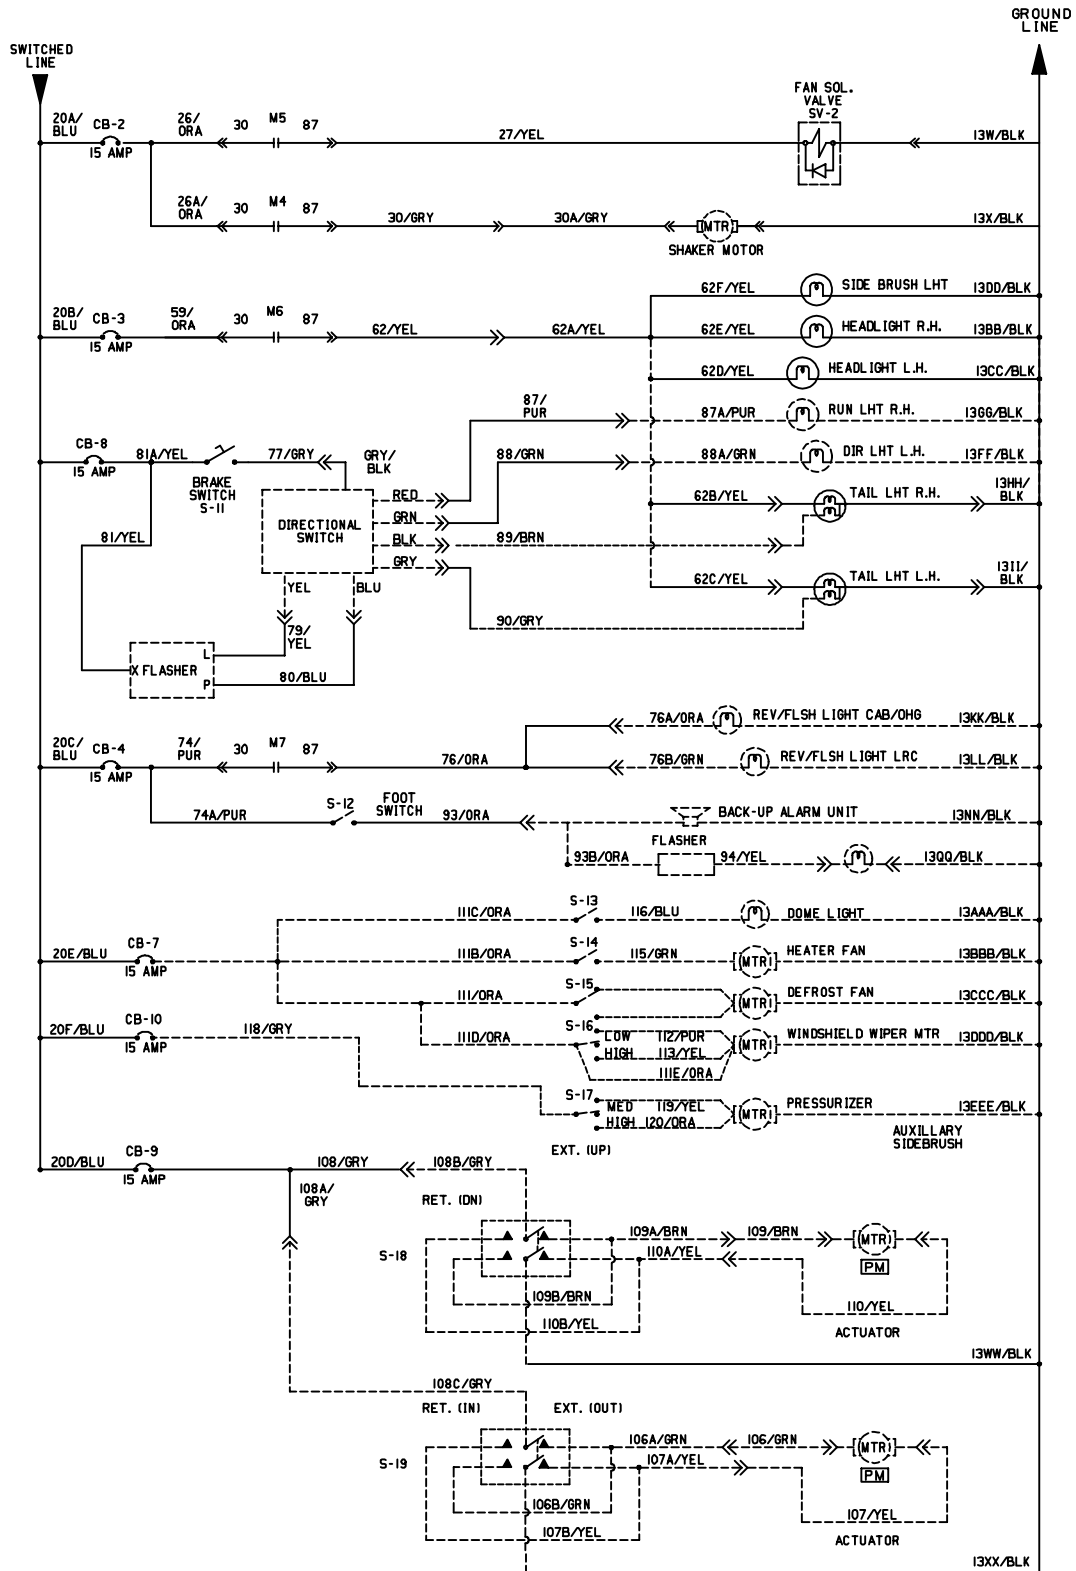 GROUND
LINE
SWITCHED
LINE
FAN SOL.
VALVE
SV-2
20A/
BLU
CB-2
15 AMP
26/
ORA
30
M5
87
27/YEL
13W/BLK
26A/
ORA
30
M4
87
30/GRY
30A/GRY
MTR
SHAKER MOTOR
13X/BLK
62F/YEL
SIDE BRUSH LHT
13DD/BLK
20B/
BLU
CB-3
15 AMP
59/
ORA
30
M6
87
62/YEL
62A/YEL
62E/YEL
HEADLIGHT R.H.
13BB/BLK
62D/YEL
HEADLIGHT L.H.
13CC/BLK
87/
PUR
87A/PUR
RUN LHT R.H.
13GG/BLK
CB-8
15 AMP
81A/YEL
BRAKE
SWITCH
S-11
77/GRY
GRY/
BLK
88/GRN
88A/GRN
DIR LHT L.H.
13FF/BLK
DIRECTIONAL
SWITCH
RED
GRN
BLK
GRY
62B/YEL
TAIL LHT R.H.
13HH/
BLK
81/YEL
89/BRN
YEL
BLU
62C/YEL
TAIL LHT L.H.
13II/
BLK
79/
YEL
90/GRY
X FLASHER
L
P
80/BLU
76A/ORA
REV/FLSH LIGHT CAB/OHG
13KK/BLK
20C/
BLU
CB-4
15 AMP
74/
PUR
30
M7
87
76/ORA
76B/GRN
REV/FLSH LIGHT LRC
13LL/BLK
74A/PUR
S-12
FOOT
SWITCH
93/ORA
BACK-UP ALARM UNIT
13NN/BLK
FLASHER
93B/ORA
94/YEL
13QQ/BLK
111C/ORA
S-13
116/BLU
DOME LIGHT
13AAA/BLK
20E/BLU
CB-7
15 AMP
111B/ORA
S-14
115/GRN
MTR1
HEATER FAN
13BBB/BLK
111/ORA
S-15
MTR1
DEFROST FAN
13CCC/BLK
20F/BLU
CB-10
15 AMP
118/GRY
111D/ORA
S-16
LOW
112/PUR
HIGH
113/YEL
111E/ORA
MTR1
WINDSHIELD WIPER MTR
13DDD/BLK
S-17
MED
119/YEL
HIGH
120/ORA
MTR1
PRESSURIZER
13EEE/BLK
AUXILLARY
SIDEBRUSH
EXT. (UP)
20D/BLU
CB-9
15 AMP
108/GRY
108B/GRY
108A/
GRY
RET. (DN)
S-18
109A/BRN
109/BRN
MTR
PM
110A/YEL
109B/BRN
110/YEL
110B/YEL
ACTUATOR
13WW/BLK
108C/GRY
RET. (IN)
EXT. (OUT)
S-19
106A/GRN
106/GRN
MTR
PM
107A/YEL
106B/GRN
107/YEL
107B/YEL
ACTUATOR
13XX/BLK